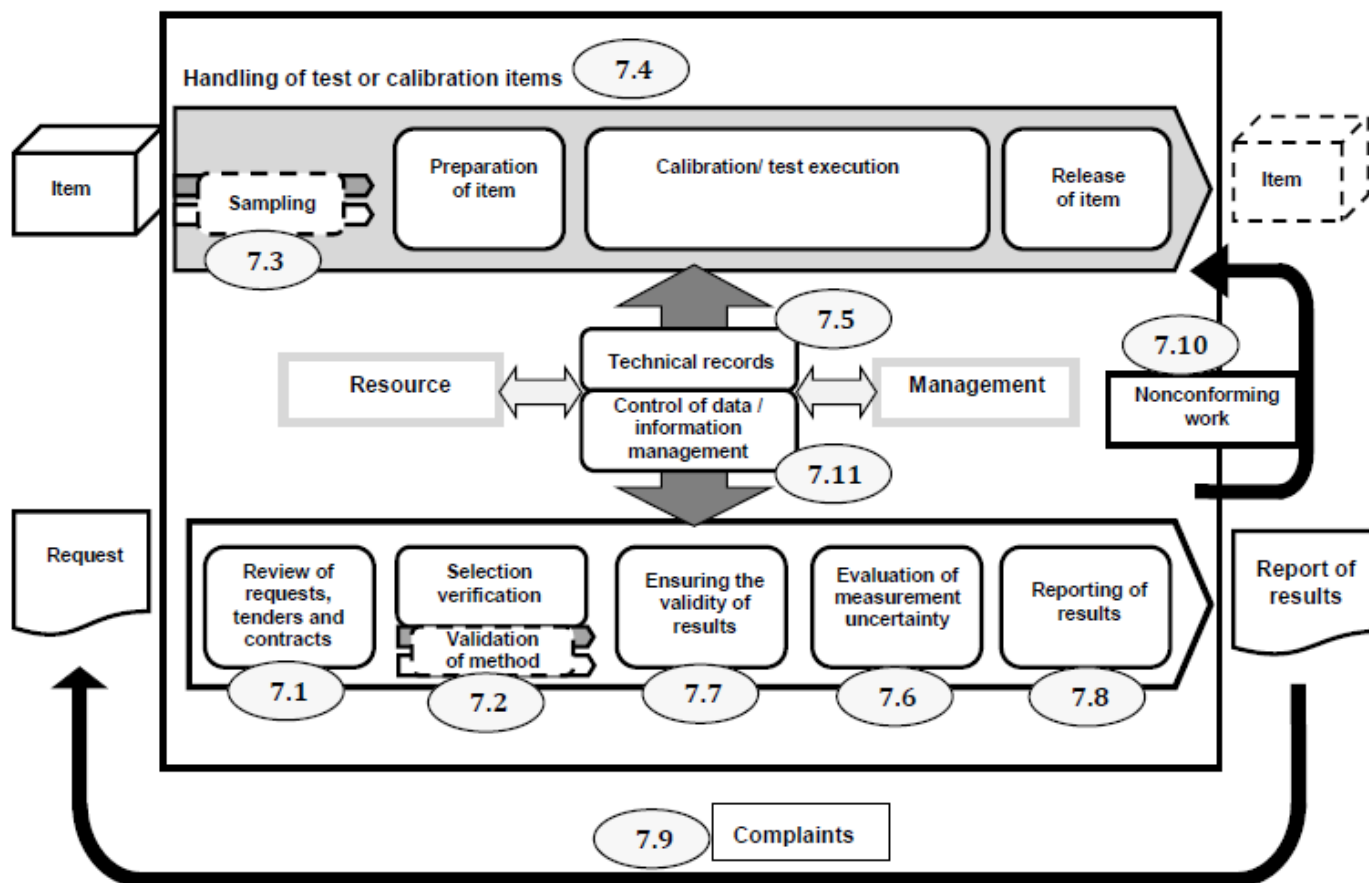 Handling of test or calibration items
7.4
Item
Sampling
7.3
Preparation
of item
Calibration/ test execution
Release
of item
Item
7.5
Technical records
Resource
Management
Control of data /
information
management
7.11
7.10
Nonconforming
work
Request
Review of
requests,
tenders and
contracts
7.1
Selection
verification
Validation
of method
7.2
Ensuring the
validity of
results
7.7
Evaluation of
measurement
uncertainty
7.6
Reporting of
results
7.8
Report of
results
7.9
Complaints